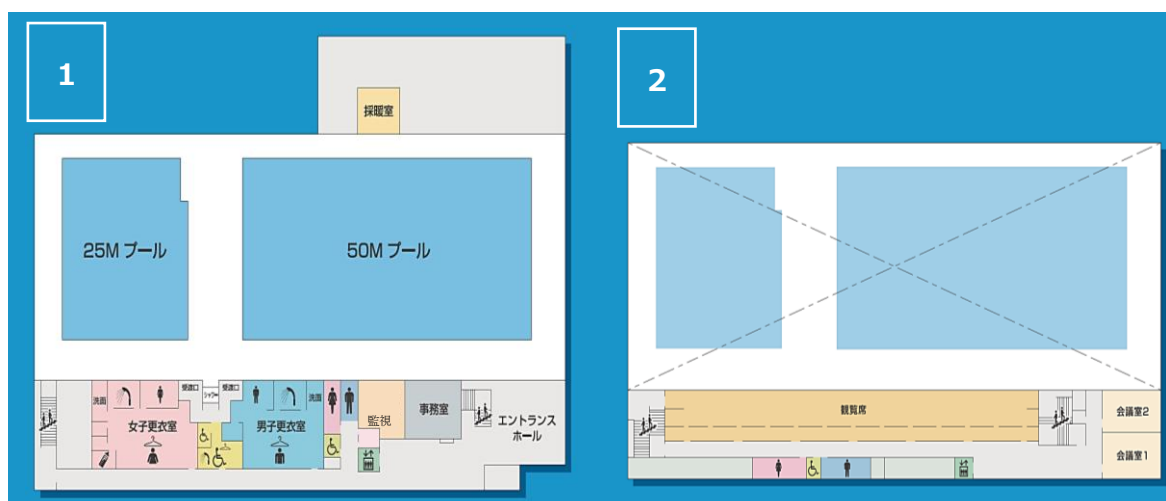 1
採暖室
25M プール
50M プール
洗面
受渡口
シャワー
受渡口
洗面
女子更衣室
男子更衣室
監視
事務室
エントランス
ホール
2
観覧席
会議室2
会議室1